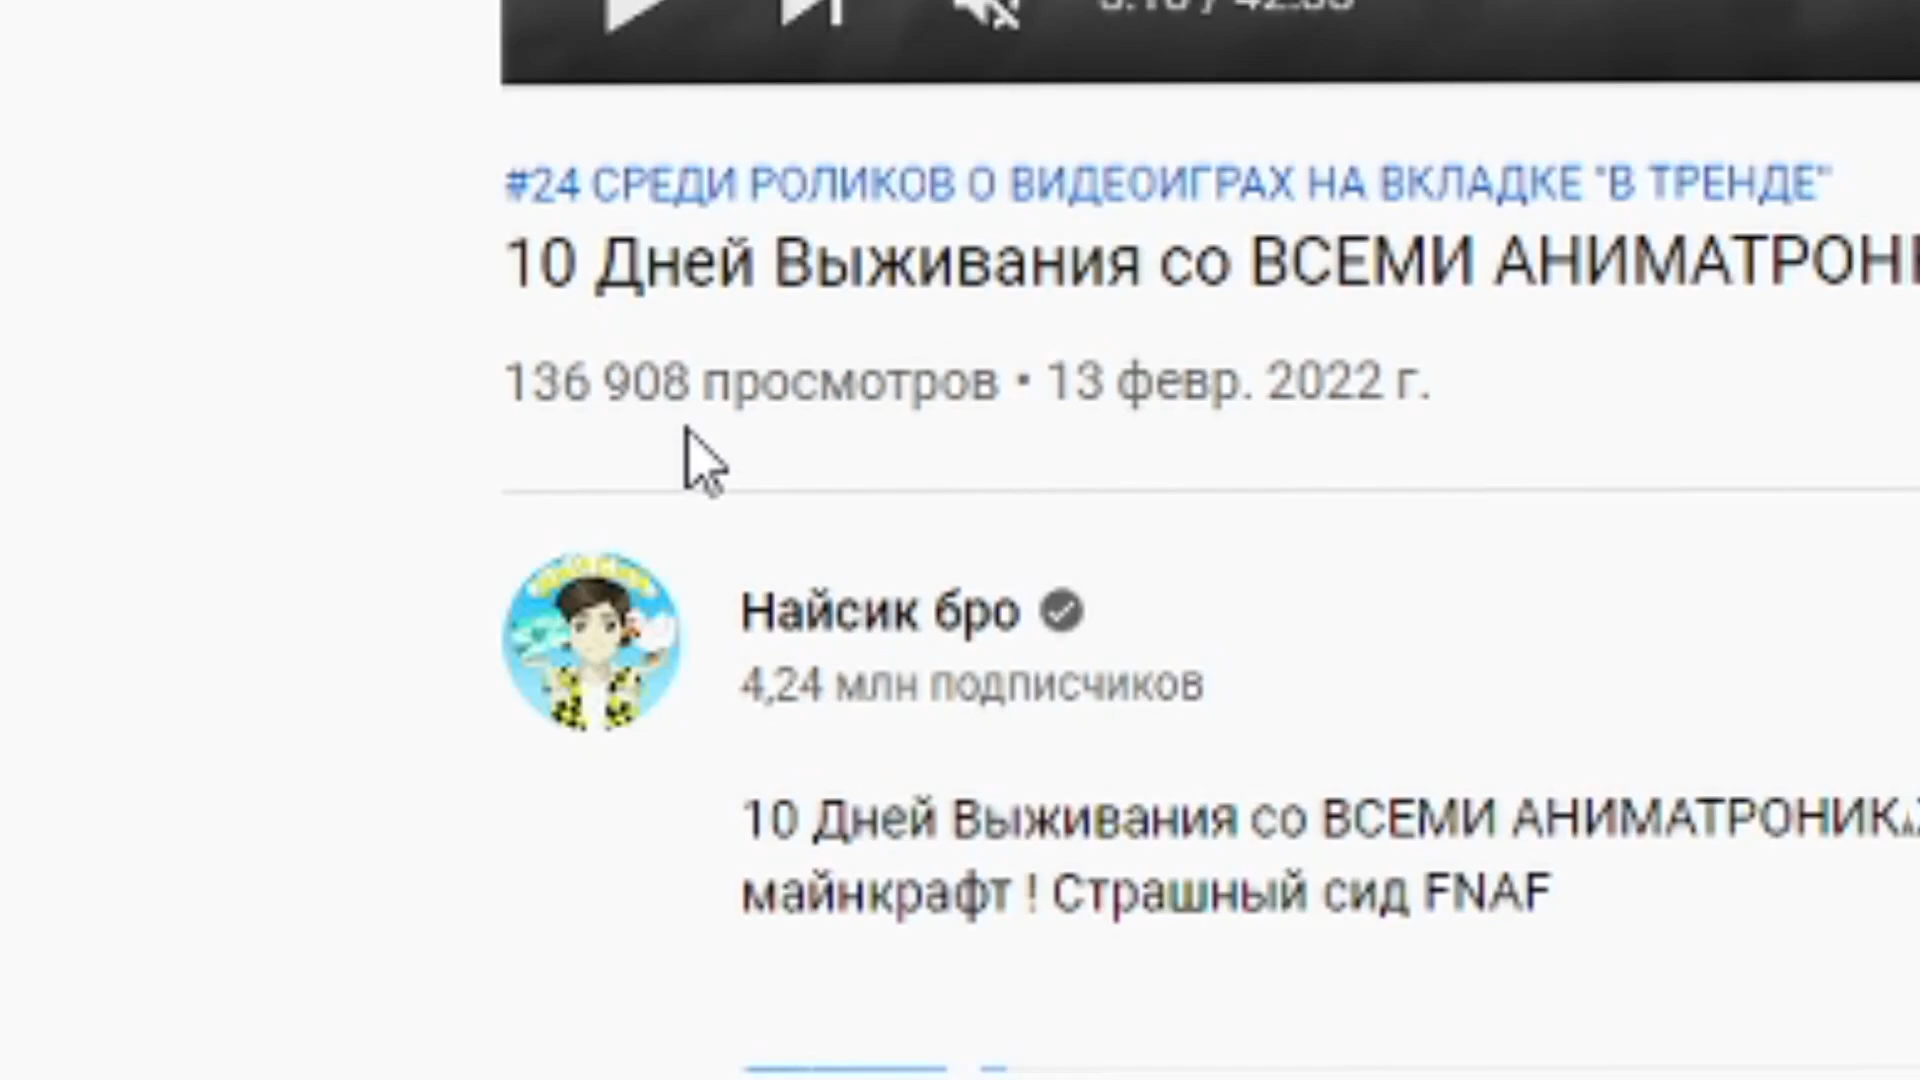 #24 СРЕДИ РОЛИКОВ О ВИДЕОИГРАХ НА ВКЛАДКЕ "В ТРЕНДЕ"
10 Дней Выживания со ВСЕМИ
136 908 просмотров • 13 февр. 2022 г.
Найсик бро
4,24 млн подписчиков
10 Дней Выживания со ВСЕМИ
майнкрафт ! Страшный сид FNAF